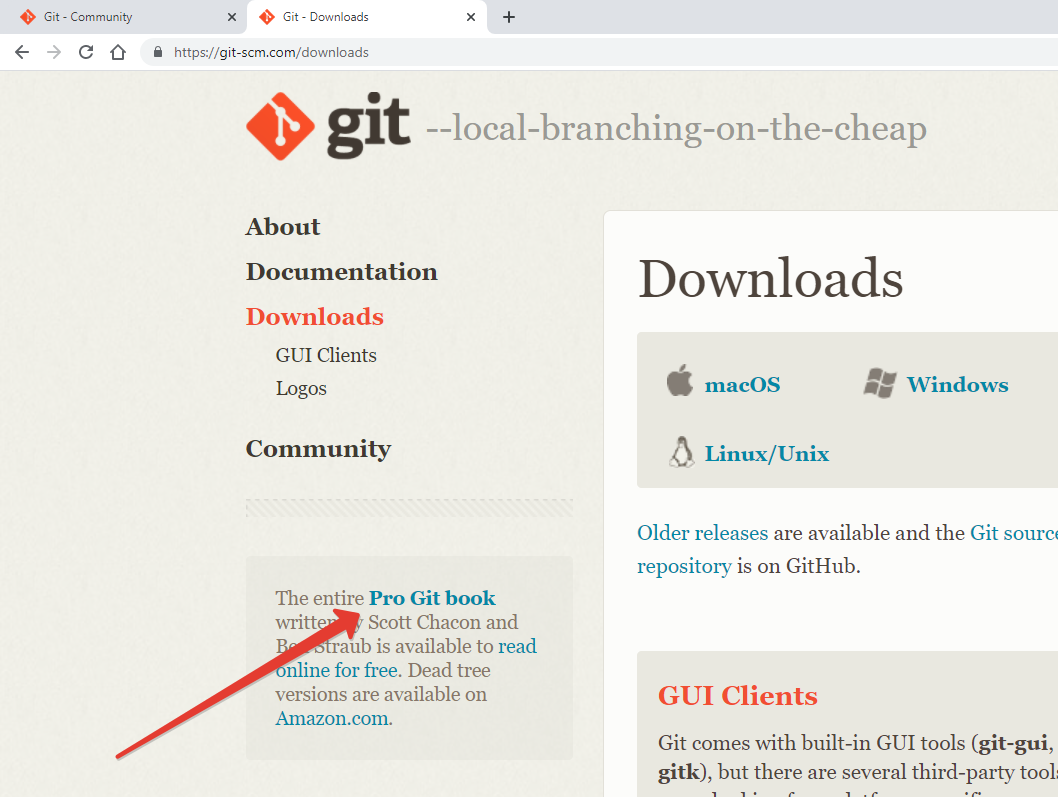 Git - Community
Git - Downloads
https://git-scm.com/downloads
git --local-branching-on-the-cheap
About
Documentation
Downloads
GUI Clients
Logos
Community
The entire Pro Git book
written by Scott Chacon and
Ben Straub is available to read
online for free. Dead tree
versions are available on
Amazon.com.
Downloads
macOS Windows
Linux/Unix
Older releases are available and the Git source
repository is on GitHub.
GUI Clients
Git comes with built-in GUI tools (git-gui,
gitk), but there are several third-party tools